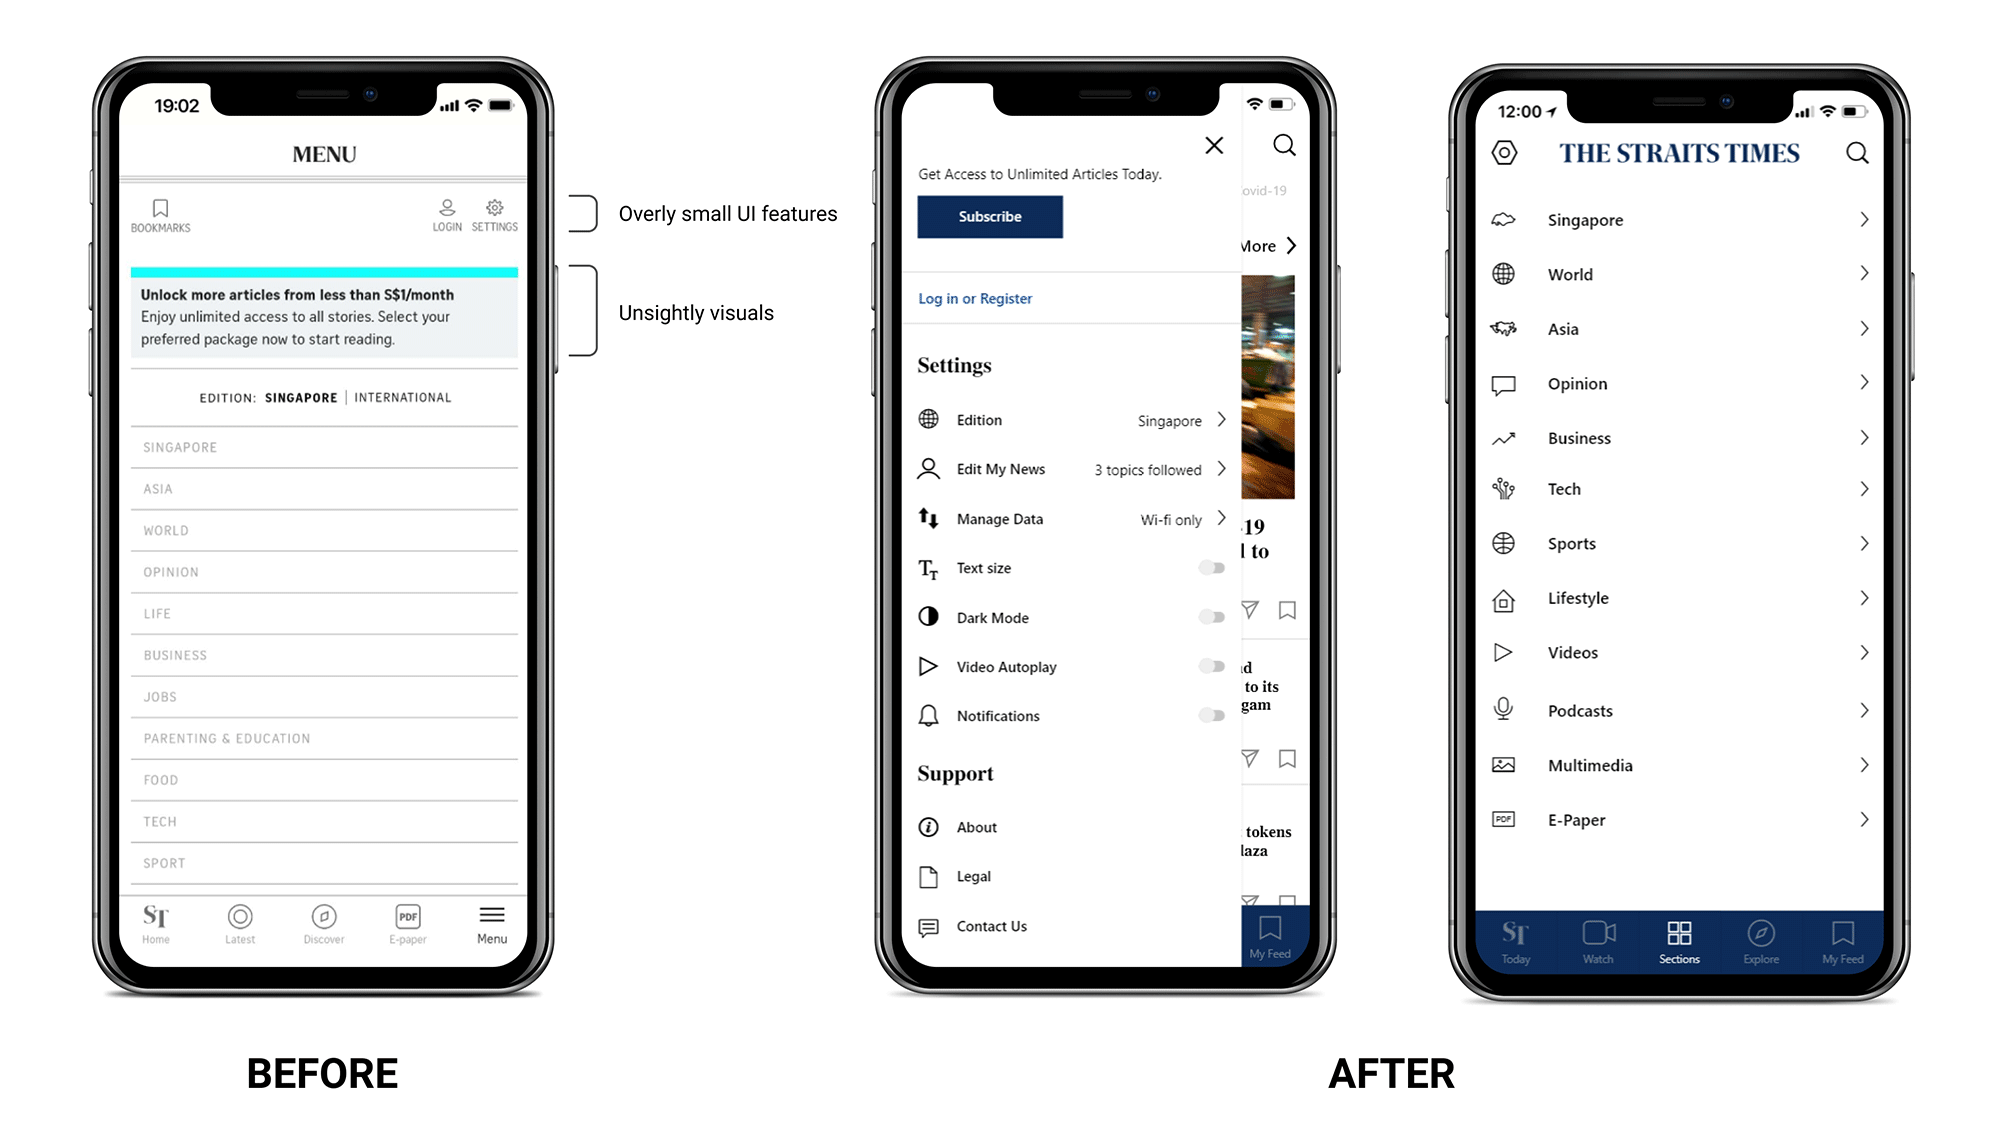 19:02
MENU
BOOKMARKS
LOGIN SETTINGS
Unlock more articles from less than S$1/month
Enjoy unlimited access to all stories. Select your
preferred package now to start reading.
EDITION: SINGAPORE | INTERNATIONAL
SINGAPORE
ASIA
WORLD
OPINION
LIFE
BUSINESS
JOBS
PARENTING & EDUCATION
FOOD
TECH
SPORT
ST
PDF
Home Latest Discover E-paper Menu
Overly small UI features
Unsightly visuals
BEFORE
Get Access to Unlimited Articles Today.
Subscribe
Log in or Register
Settings
Edition Singapore
Edit My News 3 topics followed
Manage Data Wi-fi only
TT Text size
Dark Mode
Video Autoplay
Notifications
Support
About
Legal
Contact Us
ovid-19
More
-19
l to
nd
to its
gam
t tokens
laza
My Feed
12:00
THE STRAITS TIMES
Singapore
World
Asia
Opinion
Business
Tech
Sports
Lifestyle
Videos
Podcasts
Multimedia
PDF E-Paper
ST
Today Watch Sections Explore My Feed
AFTER